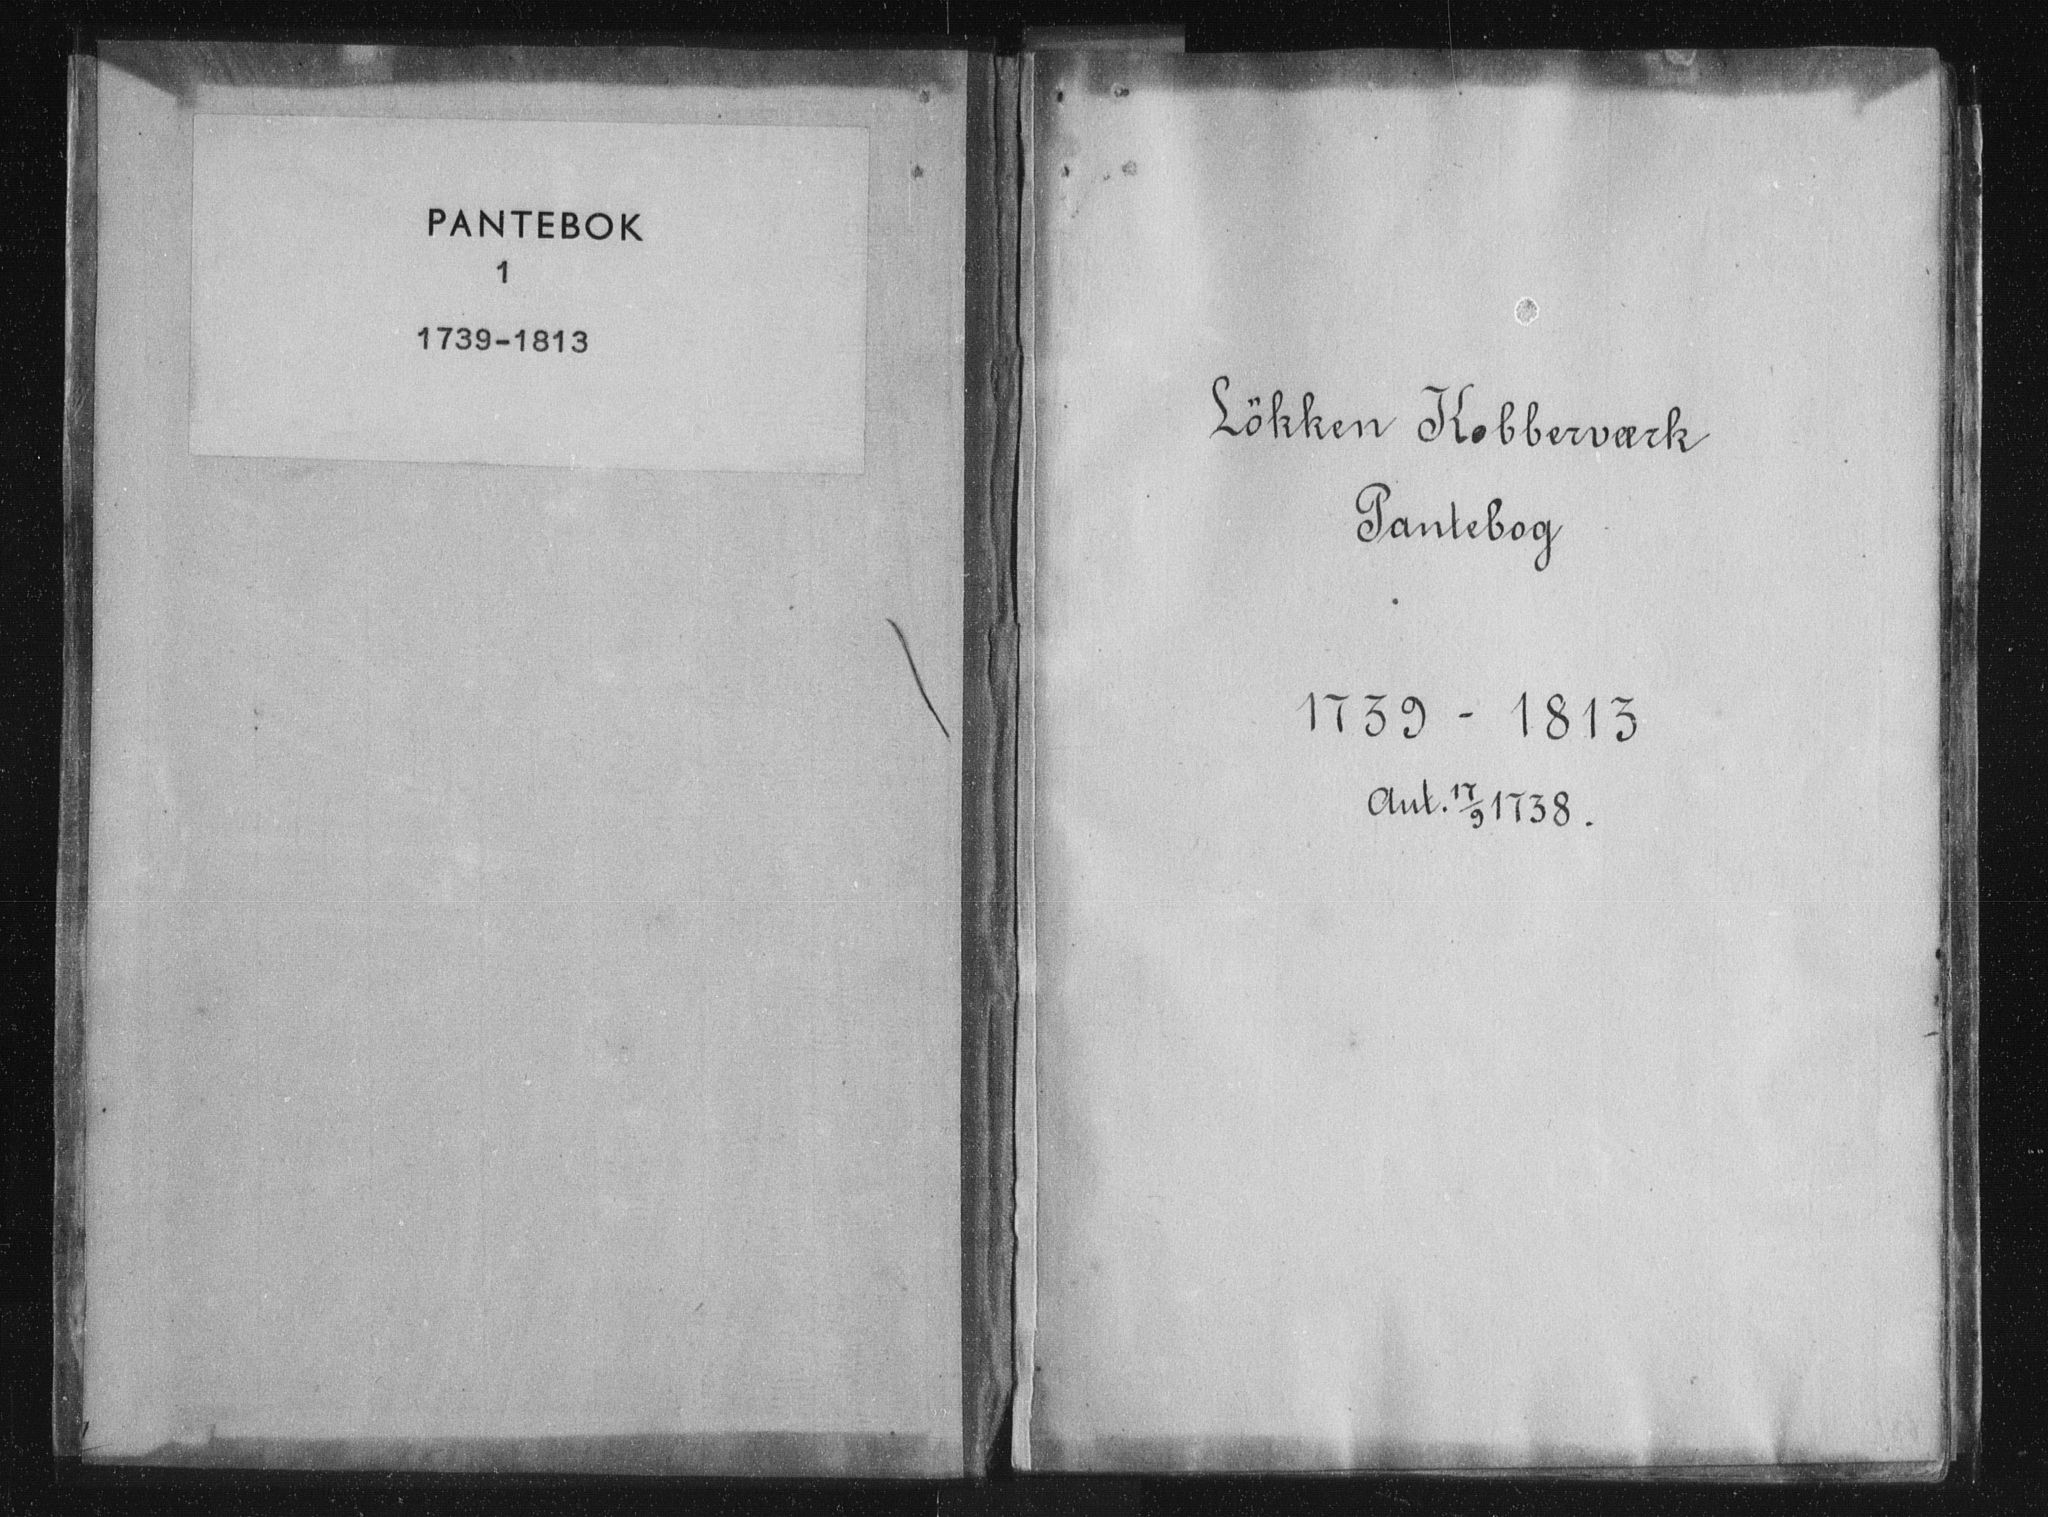 PANTEBOK
1
1739-1813
Lökken Kobberværk
Pantebog
1739 - 1813
Aut. 17/9 1738.